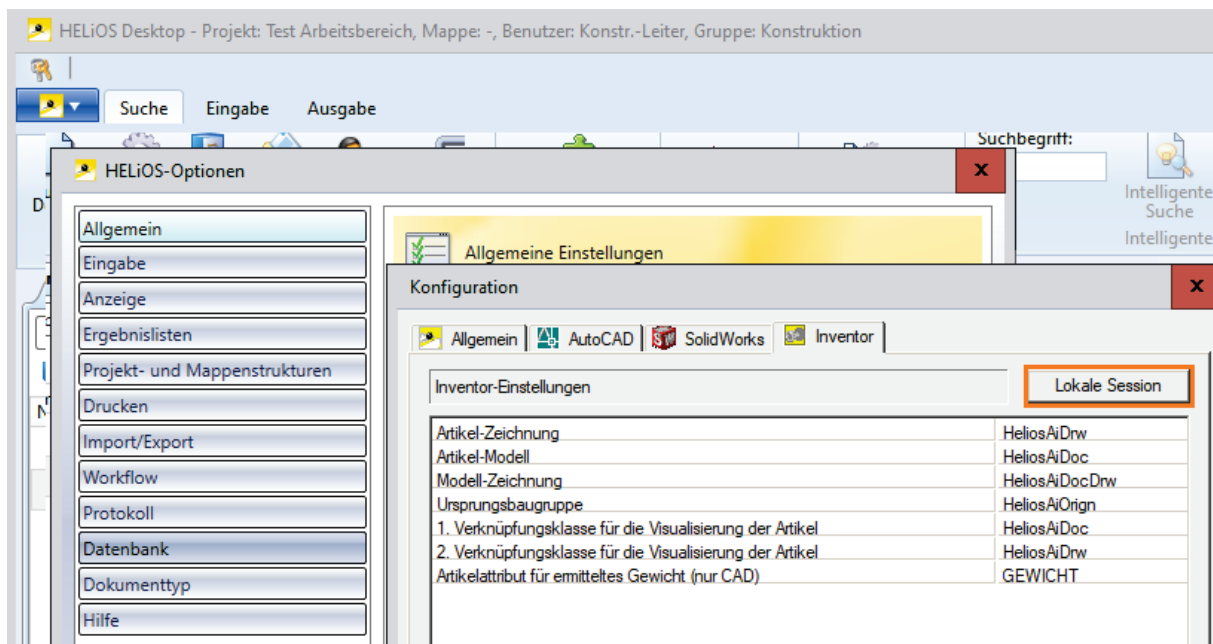 HELiOS Desktop - Projekt: Test Arbeitsbereich, Mappe: -, Benutzer: Konstr.-Leiter, Gruppe: Konstruktion
Suche Eingabe Ausgabe
Suchbegriff:
Intelligente
Suche
Intelligente
HELiOS-Optionen
x
Allgemein
Eingabe
Anzeige
Ergebnislisten
Projekt- und Mappenstrukturen
Drucken
Import/Export
Workflow
Protokoll
Datenbank
Dokumenttyp
Hilfe
Allgemeine Einstellungen
Konfiguration
x
Allgemein AutoCAD SolidWorks Inventor
Inventor-Einstellungen Lokale Session
Artikel-Zeichnung HeliosAiDrw
Artikel-Modell HeliosAiDoc
Modell-Zeichnung HeliosAiDocDrw
Ursprungsbaugruppe HeliosAiOrign
1. Verknüpfungsklasse für die Visualisierung der Artikel HeliosAiDoc
2. Verknüpfungsklasse für die Visualisierung der Artikel HeliosAiDrw
Artikelattribut für ermitteltes Gewicht (nur CAD) GEWICHT